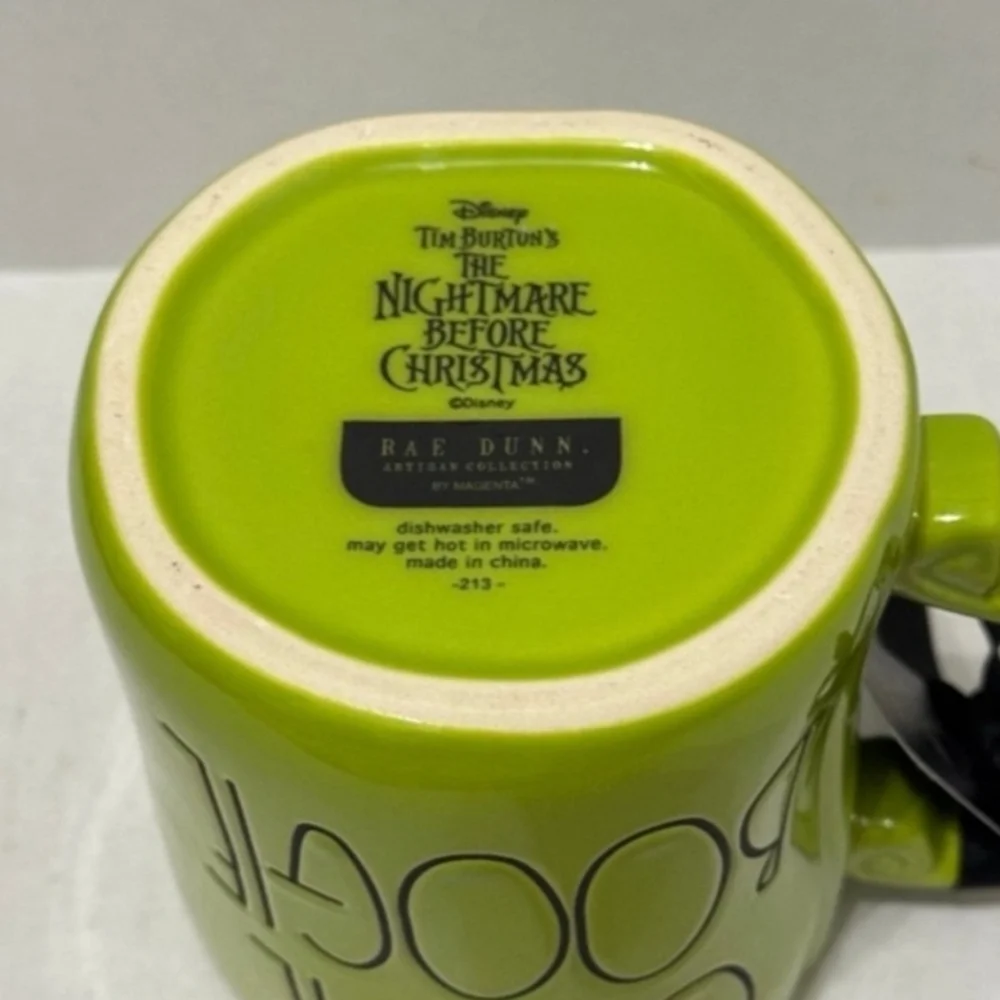 Disney
TIM BURTON'S
THE
NIGHTMARE
BEFORE
CHRISTMAS
©Disney
RAE DUNN.
ARTISAN COLLECTION
BY MAGENTA™
dishwasher safe.
may get hot in microwave.
made in china.
-213-
BOOGIE